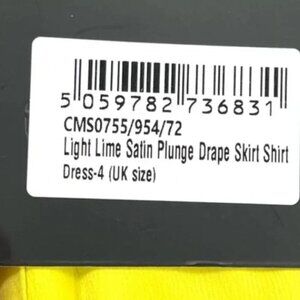 5 059782 736831
CMS0755/954/72
Light Lime Satin Plunge Drape Skirt Shirt
Dress-4 (UK size)